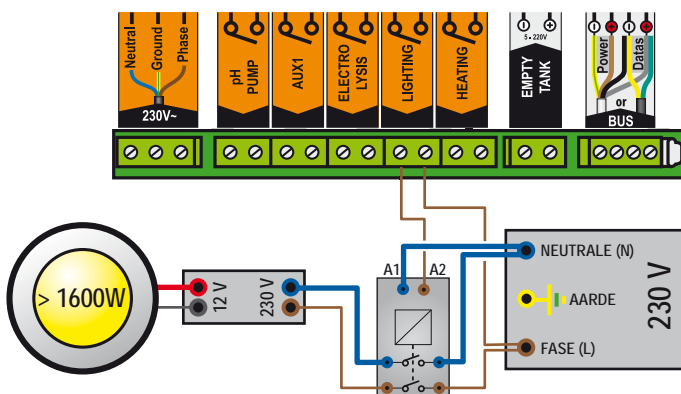 Neutral
Ground
Phase
230V~
pH
PUMP
AUX1
ELECTRO
LYSIS
LIGHTING
HEATING
5 - 220V
EMPTY
TANK
Power
Datas
or
BUS
> 1600W
12 V
230 V
A1
A2
NEUTRALE (N)
AARDE
FASE (L)
230 V